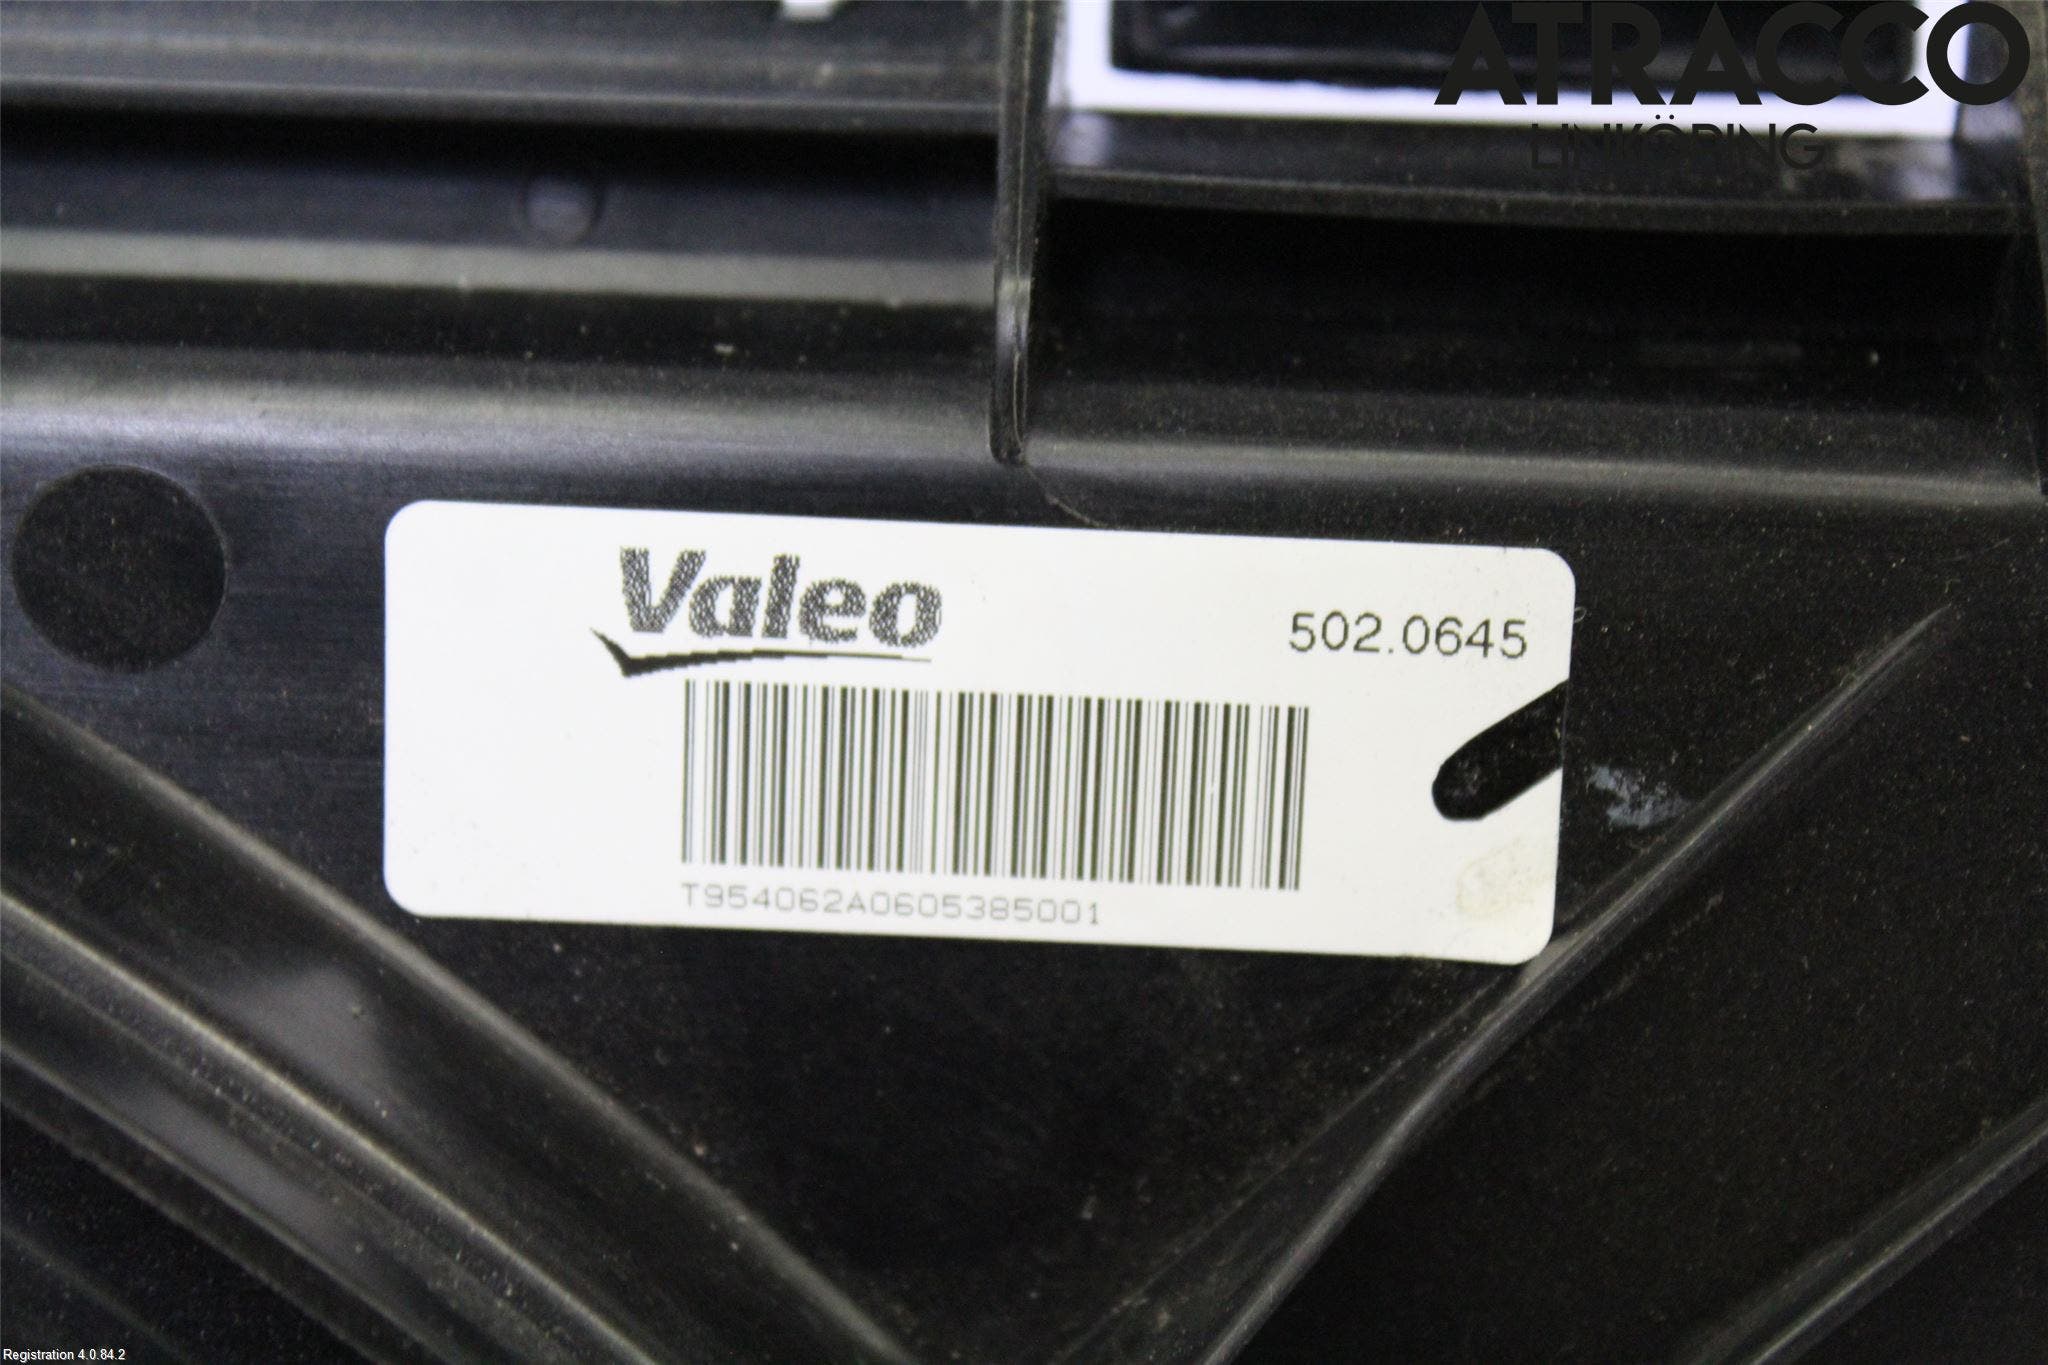 ATRACCO
LINKÖPING
Valeo
502.0645
T954062A0605385001
Registration 4.0.84.2